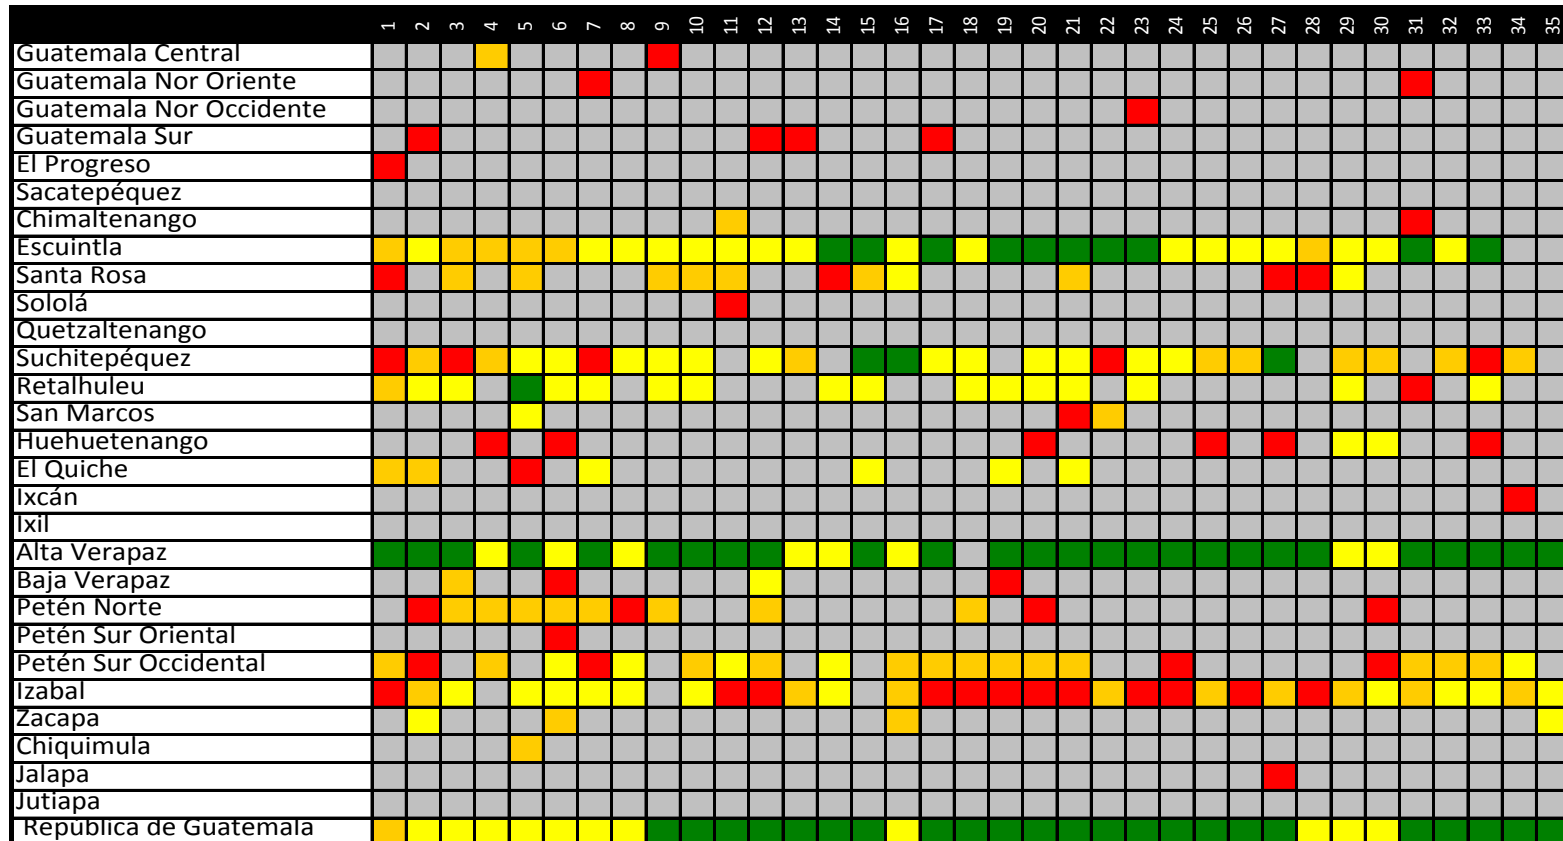 1 2 3 4 5 6 7 8 9 10 11 12 13 14 15 16 17 18 19 20 21 22 23 24 25 26 27 28 29 30 31 32 33 34 35
Guatemala Central
Guatemala Nor Oriente
Guatemala Nor Occidente
Guatemala Sur
El Progreso
Sacatepéquez
Chimaltenango
Escuintla
Santa Rosa
Sololá
Quetzaltenango
Suchitepéquez
Retalhuleu
San Marcos
Huehuetenango
El Quiche
Ixcán
Ixil
Alta Verapaz
Baja Verapaz
Petén Norte
Petén Sur Oriental
Petén Sur Occidental
Izabal
Zacapa
Chiquimula
Jalapa
Jutiapa
República de Guatemala